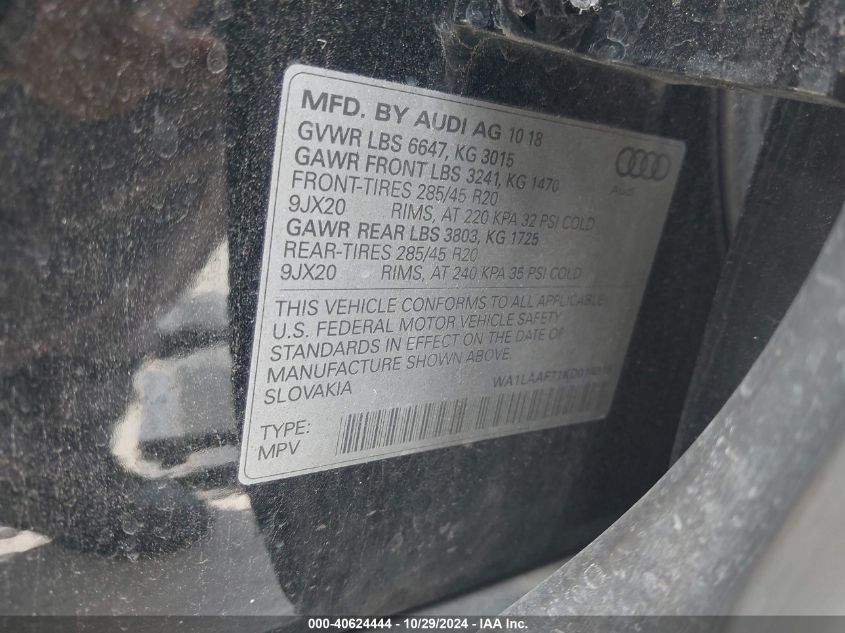 MFD. BY AUDI AG 10 18
GVWR LBS 6647, KG 3015
GAWR FRONT LBS 3241, KG 1470
FRONT-TIRES 285/45 R20
9JX20 RIMS, AT 220 KPA 32 PSI COLD
GAWR REAR LBS 3803, KG 1725
REAR-TIRES 285/45 R20
9JX20 RIMS, AT 240 KPA 35 PSI COLD
Audi
THIS VEHICLE CONFORMS TO ALL APPLICABLE
U.S. FEDERAL MOTOR VEHICLE SAFETY
STANDARDS IN EFFECT ON THE DATE OF
MANUFACTURE SHOWN ABOVE.
SLOVAKIA
TYPE:
MPV
000-40624444 - 10/29/2024 - IAA Inc.